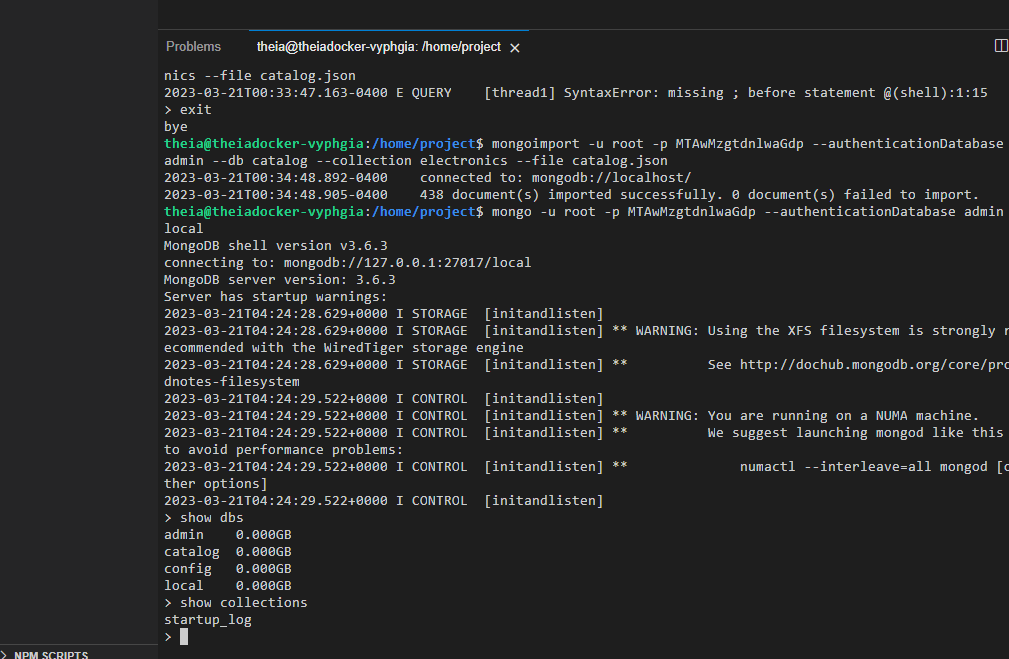 Problems
theia@theiadocker-vyphgia: /home/project
nics --file catalog.json
2023-03-21T00:33:47.163-0400 E QUERY    [thread1] SyntaxError: missing ; before statement @(shell):1:15
> exit
bye
theia@theiadocker-vyphgia:/home/project$ mongoimport -u root -p MTAwMzgtdnlwaGdp --authenticationDatabase
admin --db catalog --collection electronics --file catalog.json
2023-03-21T00:34:48.892-0400    connected to: mongodb://localhost/
2023-03-21T00:34:48.905-0400    438 document(s) imported successfully. 0 document(s) failed to import.
theia@theiadocker-vyphgia:/home/project$ mongo -u root -p MTAwMzgtdnlwaGdp --authenticationDatabase admin
local
MongoDB shell version v3.6.3
connecting to: mongodb://127.0.0.1:27017/local
MongoDB server version: 3.6.3
Server has startup warnings:
2023-03-21T04:24:28.629+0000 I STORAGE  [initandlisten]
2023-03-21T04:24:28.629+0000 I STORAGE  [initandlisten] ** WARNING: Using the XFS filesystem is strongly r
ecommended with the WiredTiger storage engine
2023-03-21T04:24:28.629+0000 I STORAGE  [initandlisten] **          See http://dochub.mongodb.org/core/pro
dnotes-filesystem
2023-03-21T04:24:29.522+0000 I CONTROL  [initandlisten]
2023-03-21T04:24:29.522+0000 I CONTROL  [initandlisten] ** WARNING: You are running on a NUMA machine.
2023-03-21T04:24:29.522+0000 I CONTROL  [initandlisten] **          We suggest launching mongod like this
to avoid performance problems:
2023-03-21T04:24:29.522+0000 I CONTROL  [initandlisten] **              numactl --interleave=all mongod [o
ther options]
2023-03-21T04:24:29.522+0000 I CONTROL  [initandlisten]
> show dbs
admin    0.000GB
catalog  0.000GB
config   0.000GB
local    0.000GB
> show collections
startup_log
>
NPM SCRIPTS